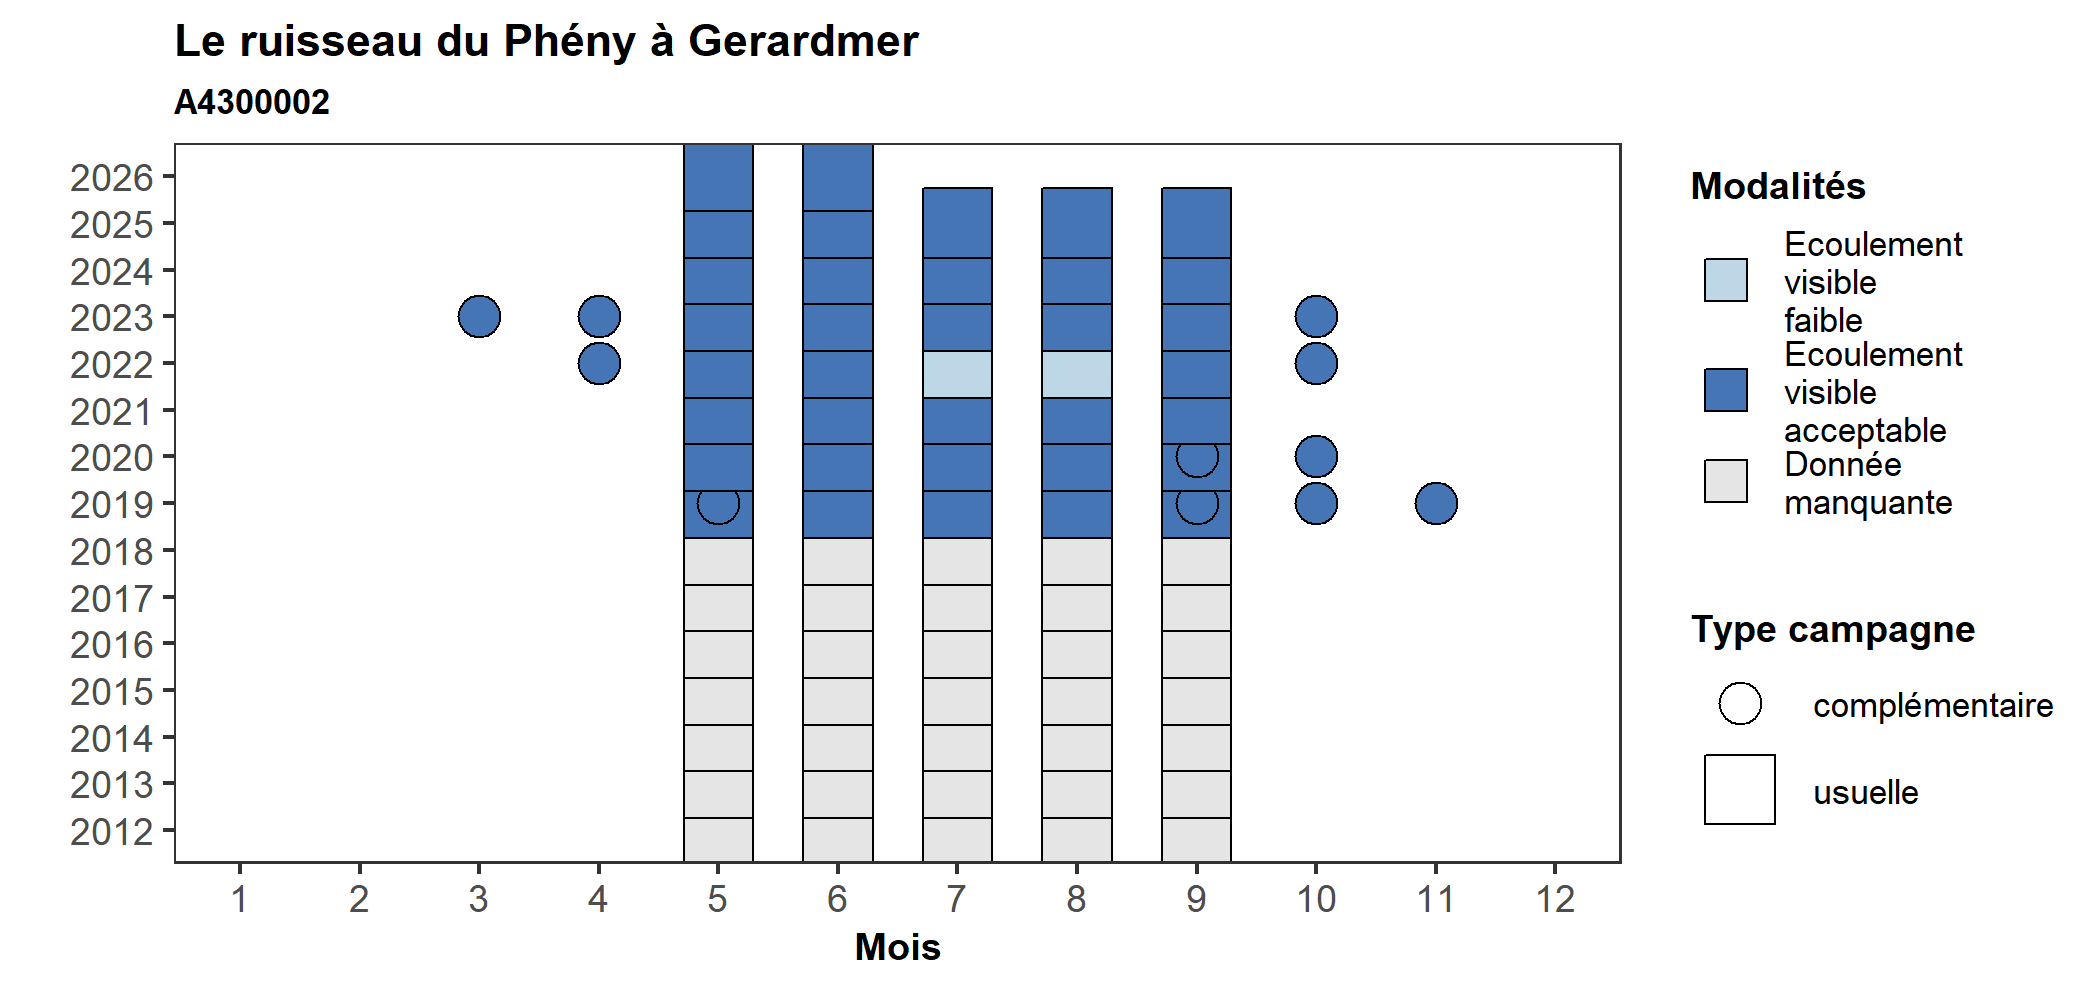 Le ruisseau du Phény à Gerardmer
A4300002
2026
2025
2024
2023
2022
2021
2020
2019
2018
2017
2016
2015
2014
2013
2012
1 2 3 4 5 6 7 8 9 10 11 12
Mois
Modalités
Ecoulement
visible
faible
Ecoulement
visible
acceptable
Donnée
manquante
Type campagne
complémentaire
usuelle